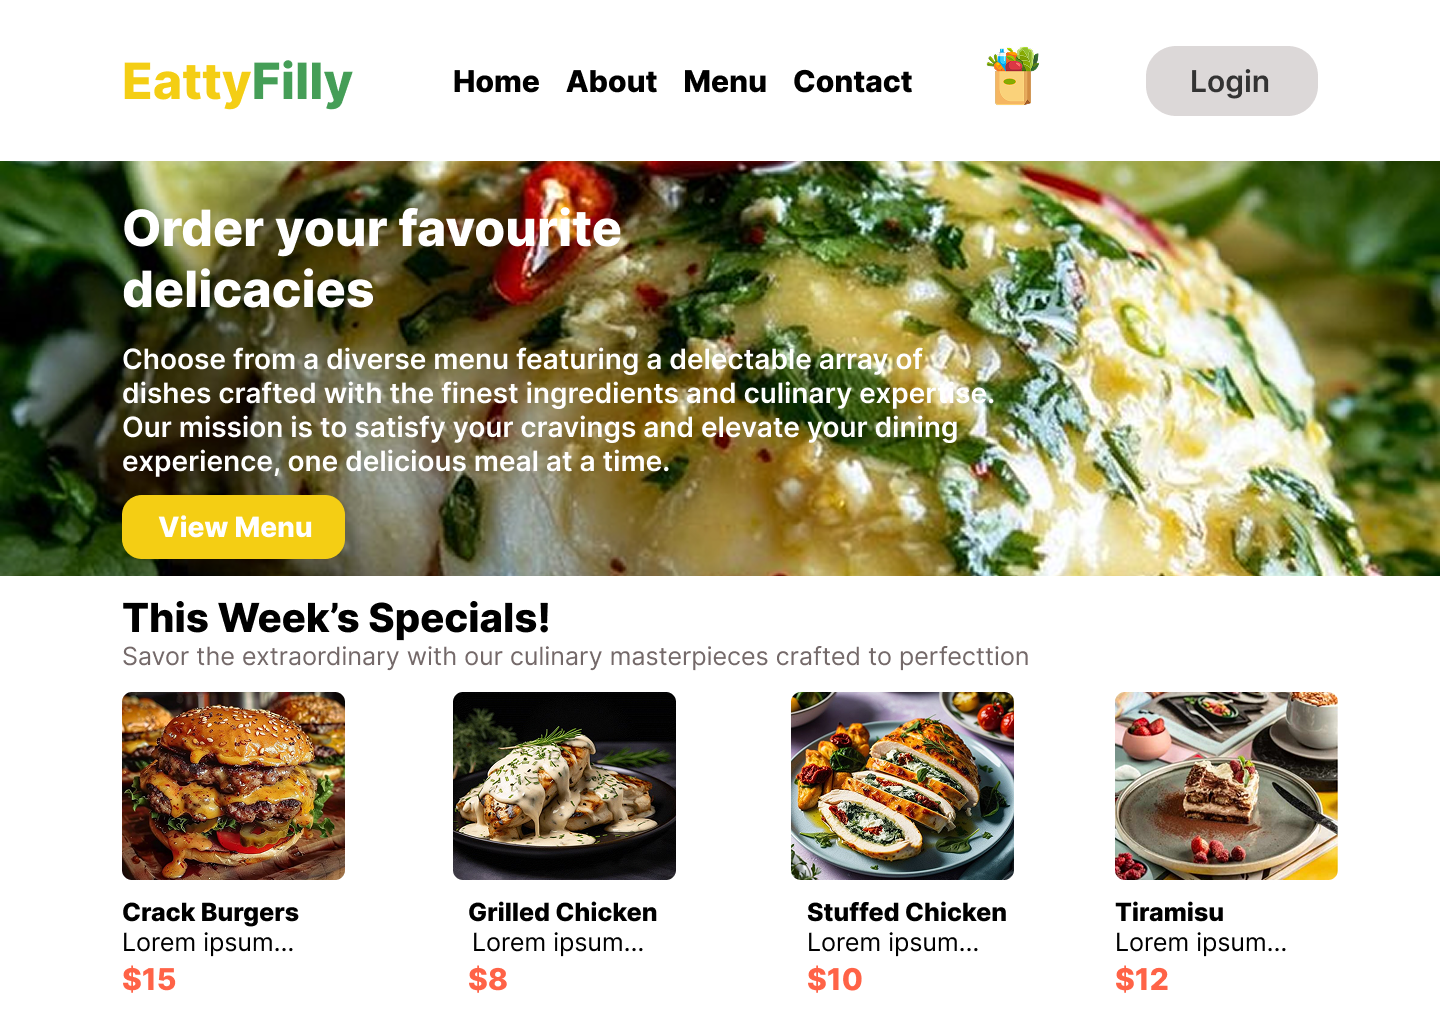 EattyFilly
Home About Menu Contact
Login
Order your favourite
delicacies
Choose from a diverse menu featuring a delectable array of
dishes crafted with the finest ingredients and culinary expertise.
Our mission is to satisfy your cravings and elevate your dining
experience, one delicious meal at a time.
View Menu
This Week’s Specials!
Savor the extraordinary with our culinary masterpieces crafted to perfecttion
Crack Burgers
Lorem ipsum...
$15
Grilled Chicken
Lorem ipsum...
$8
Stuffed Chicken
Lorem ipsum...
$10
Tiramisu
Lorem ipsum...
$12